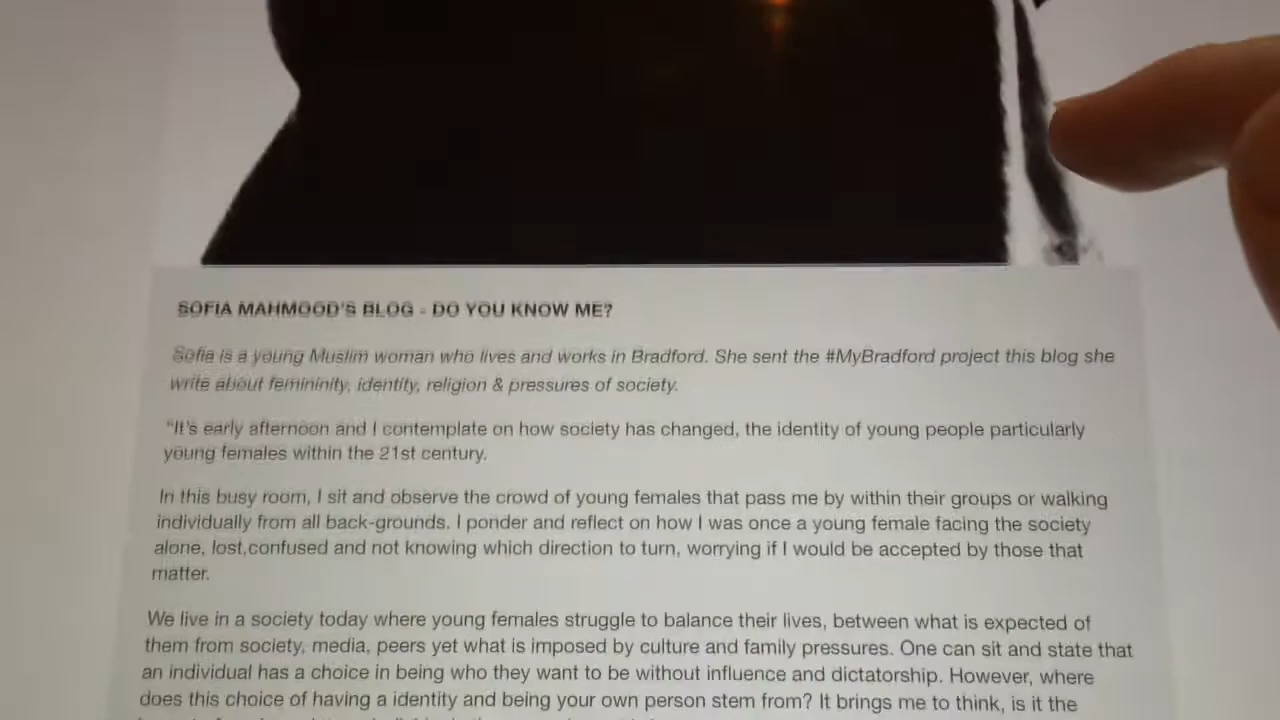 SOFIA MAHMOOD'S BLOG - DO YOU KNOW ME?
Sofia is a young Muslim woman who lives and works in Bradford. She sent the #MyBradford project this blog she
write about femininity, identity, religion & pressures of society.
"It's early afternoon and I contemplate on how society has changed, the identity of young people particularly
young females within the 21st century.
In this busy room, I sit and observe the crowd of young females that pass me by within their groups or walking
individually from all back-grounds. I ponder and reflect on how I was once a young female facing the society
alone, lost,confused and not knowing which direction to turn, worrying if I would be accepted by those that
matter.
We live in a society today where young females struggle to balance their lives, between what is expected of
them from society, media, peers yet what is imposed by culture and family pressures. One can sit and state that
an individual has a choice in being who they want to be without influence and dictatorship. However, where
does this choice of having a identity and being your own person stem from? It brings me to think, is it the